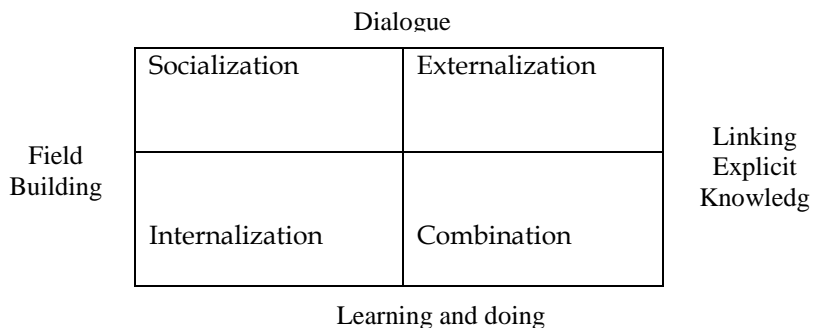 Dialogue
Socialization
Externalization
Field
Building
Linking
Explicit
Knowledg
Internalization
Combination
Learning and doing